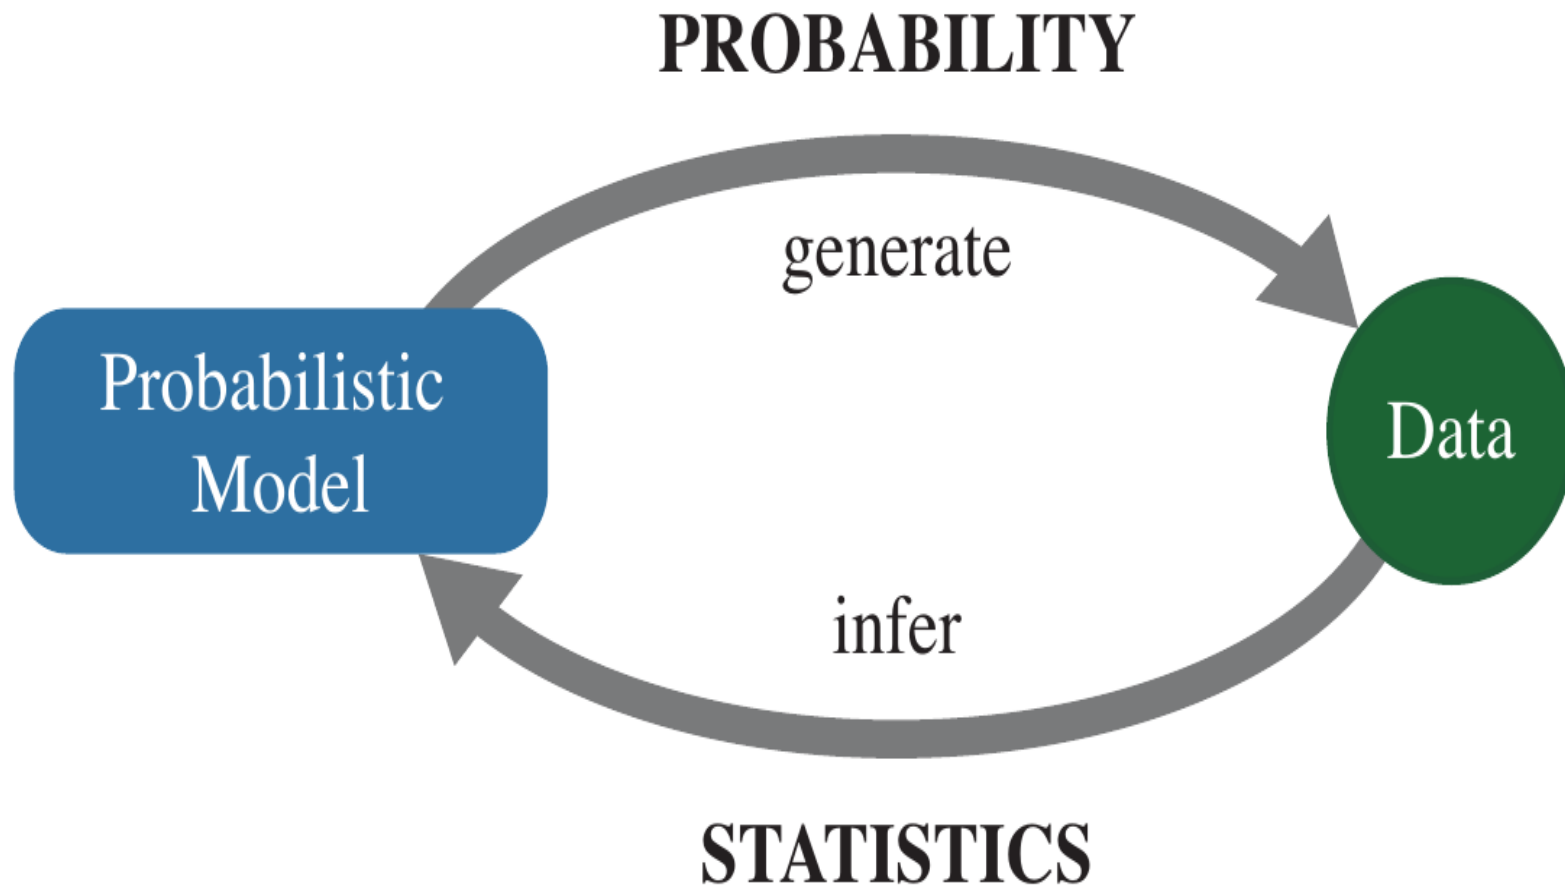 PROBABILITY
generate
Probabilistic
Model
Data
infer
STATISTICS